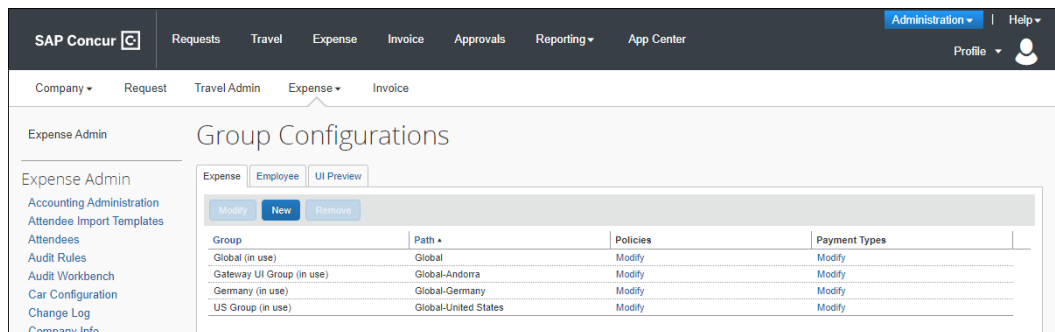 Administration ▾ | Help ▾
SAP Concur C Requests Travel Expense Invoice Approvals Reporting ▾ App Center
Profile ▾
Company ▾ Request Travel Admin Expense ▾ Invoice
Expense Admin
Group Configurations
Expense Employee UI Preview
Expense Admin
Modify New Remove
Accounting Administration
Attendee Import Templates
Attendees
Audit Rules
Audit Workbench
Car Configuration
Change Log
Company Info
Group Path ▴ Policies Payment Types
Global (in use) Global Modify Modify
Gateway UI Group (in use) Global-Andorra Modify Modify
Germany (in use) Global-Germany Modify Modify
US Group (in use) Global-United States Modify Modify